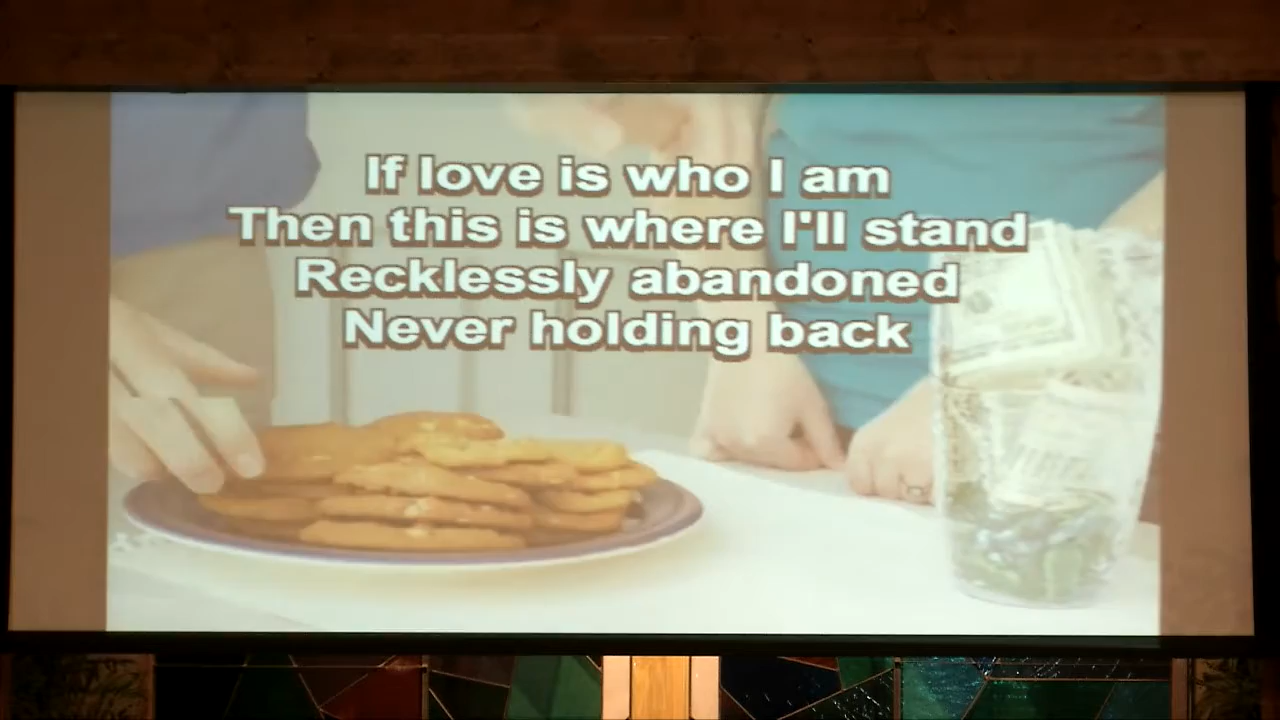 If love is who I am
Then this is where I'll stand
Recklessly abandoned
Never holding back